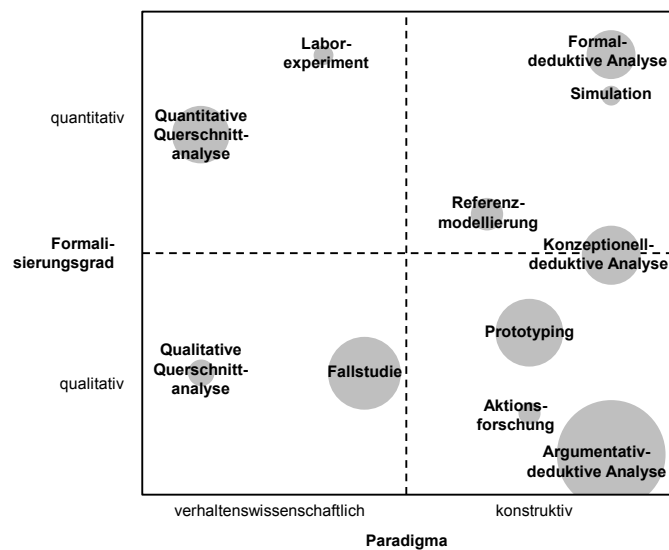 Labor-
experiment
Formal-
deduktive Analyse
Simulation
quantitativ
Quantitative
Querschnitt-
analyse
Referenz-
modellierung
Formali-
sierungsgrad
Konzeptionell-
deduktive Analyse
Prototyping
Qualitative
Querschnitt-
analyse
Fallstudie
qualitativ
Aktions-
forschung
Argumentativ-
deduktive Analyse
verhaltenswissenschaftlich
konstruktiv
Paradigma